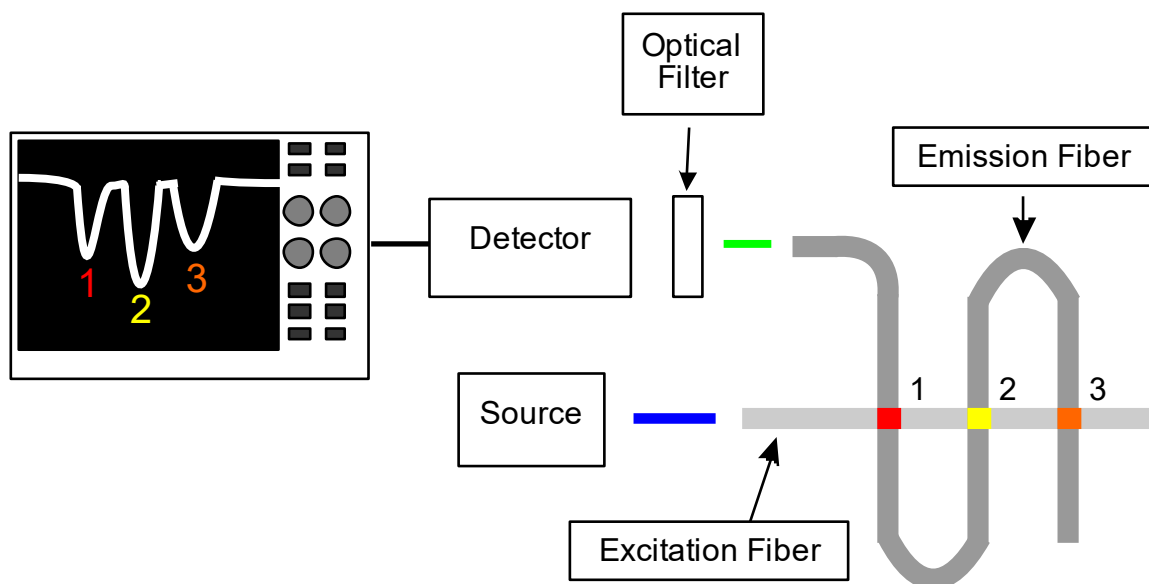 Optical
Filter
Emission Fiber
Detector
1
2
3
Source
1
2
3
Excitation Fiber